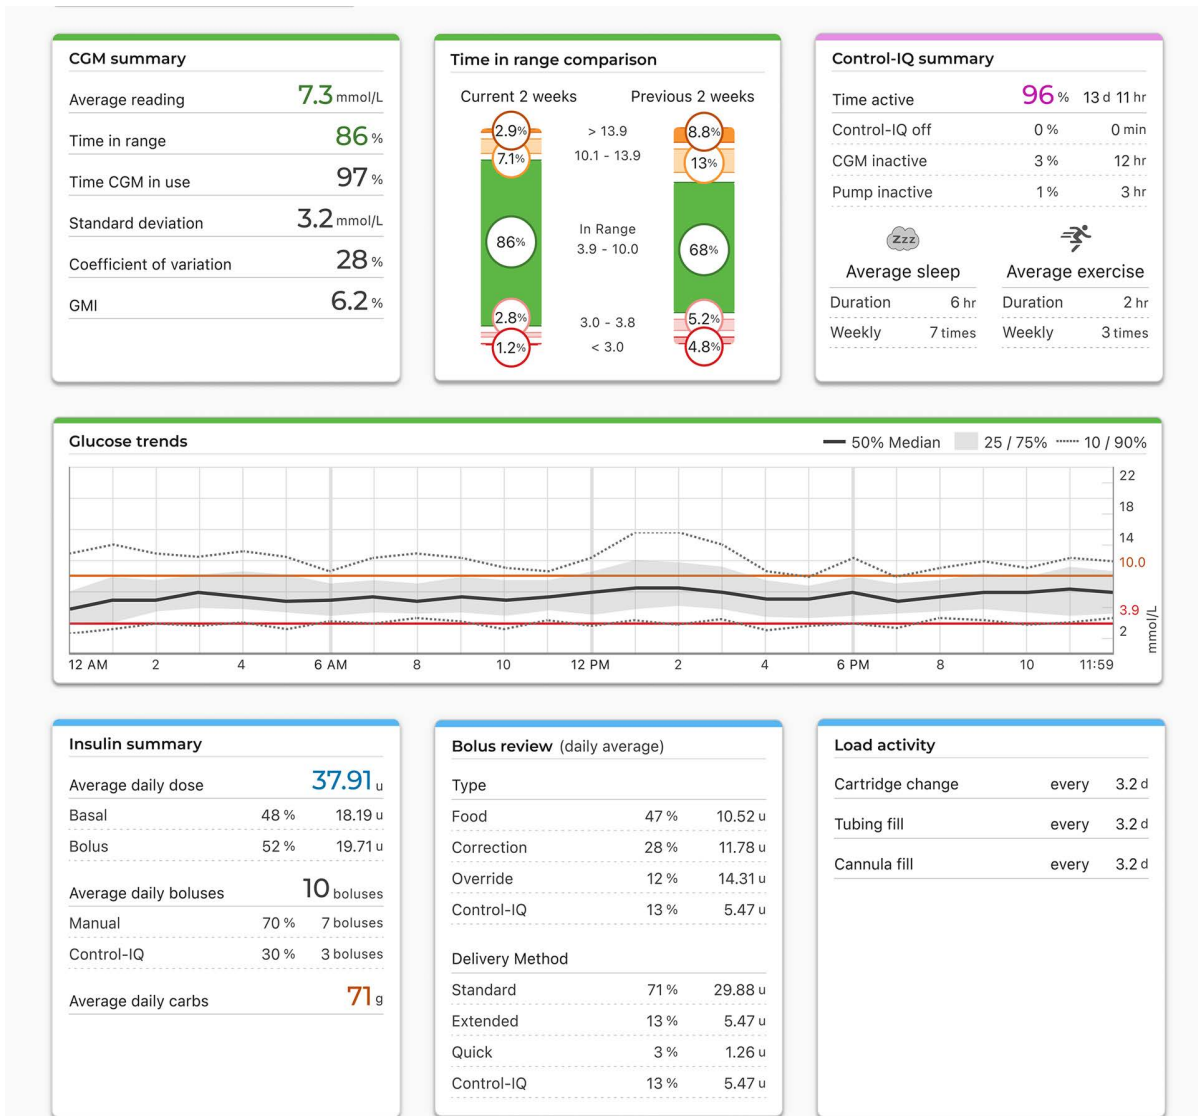 CGM summary
Average reading 7.3 mmol/L
Time in range 86 %
Time CGM in use 97 %
Standard deviation 3.2 mmol/L
Coefficient of variation 28 %
GMI 6.2 %
Time in range comparison
Current 2 weeks Previous 2 weeks
2.9% > 13.9 8.8%
7.1% 10.1 - 13.9 13%
In Range
86% 3.9 - 10.0 68%
2.8% 3.0 - 3.8 5.2%
1.2% < 3.0 4.8%
Control-IQ summary
Time active 96 % 13 d 11 hr
Control-IQ off 0 % 0 min
CGM inactive 3 % 12 hr
Pump inactive 1 % 3 hr
Zzz
Average sleep Average exercise
Duration 6 hr Duration 2 hr
Weekly 7 times Weekly 3 times
Glucose trends 50% Median 25 / 75% 10 / 90%
22
18
14
10.0
3.9
2
mmol/L
12 AM 2 4 6 AM 8 10 12 PM 2 4 6 PM 8 10 11:59
Insulin summary
Average daily dose 37.91 u
Basal 48 % 18.19 u
Bolus 52 % 19.71 u
Average daily boluses 10 boluses
Manual 70 % 7 boluses
Control-IQ 30 % 3 boluses
Average daily carbs 71 g
Bolus review (daily average)
Type
Food 47 % 10.52 u
Correction 28 % 11.78 u
Override 12 % 14.31 u
Control-IQ 13 % 5.47 u
Delivery Method
Standard 71 % 29.88 u
Extended 13 % 5.47 u
Quick 3 % 1.26 u
Control-IQ 13 % 5.47 u
Load activity
Cartridge change every 3.2 d
Tubing fill every 3.2 d
Cannula fill every 3.2 d